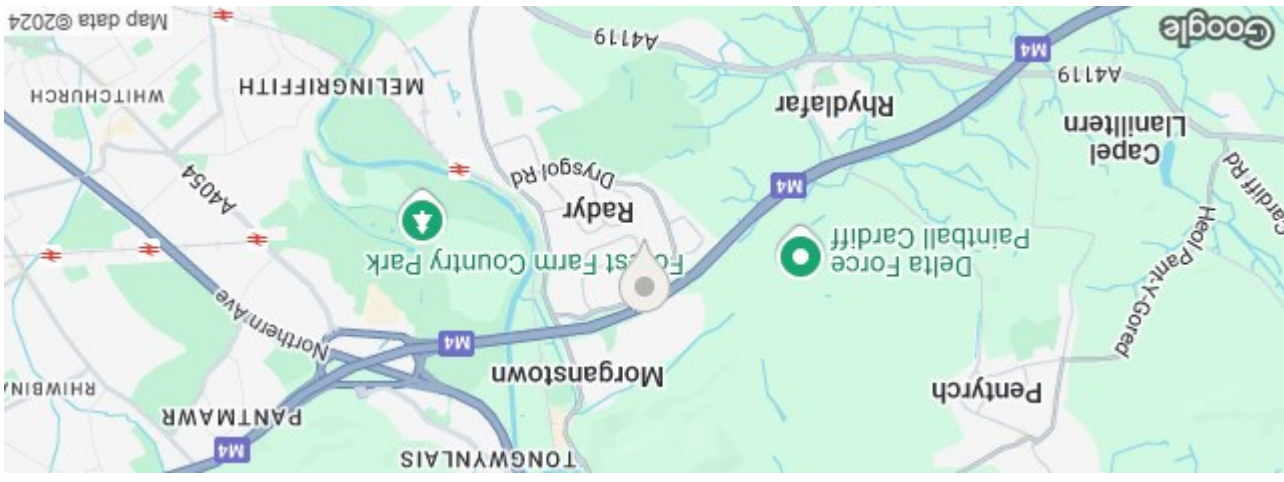 TONGWYNLAIS
M4
PANTMAWR
RHIWBINA
Morganstown
Pentyrch
M4
Northern Ave
Heol Pant-Y-Gored
Cardiff Rd
Delta Force
Paintball Cardiff
Forest Farm Country Park
Radyr
Drysgol Rd
M4
A4054
Capel
Llanilltern
Rhydlafar
WHITCHURCH
MELINGRIFFITH
A4119
A4119
M4
Google
Map data ©2024